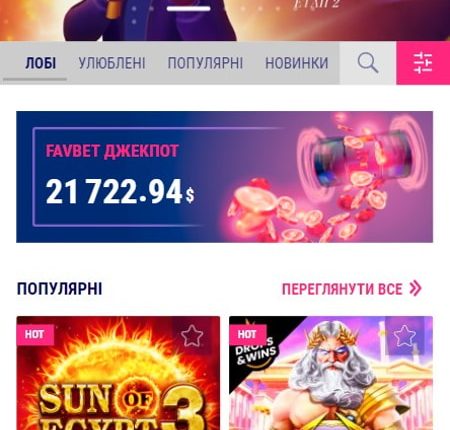 ЕТАП 2
ЛОБІ УЛЮБЛЕНІ ПОПУЛЯРНІ НОВИНКИ
FAVBET ДЖЕКПОТ
21 722.94$
ПОПУЛЯРНІ ПЕРЕГЛЯНУТИ ВСЕ
HOT
HOT
DROPS
& WINS
SUN OF
EGYPT 3